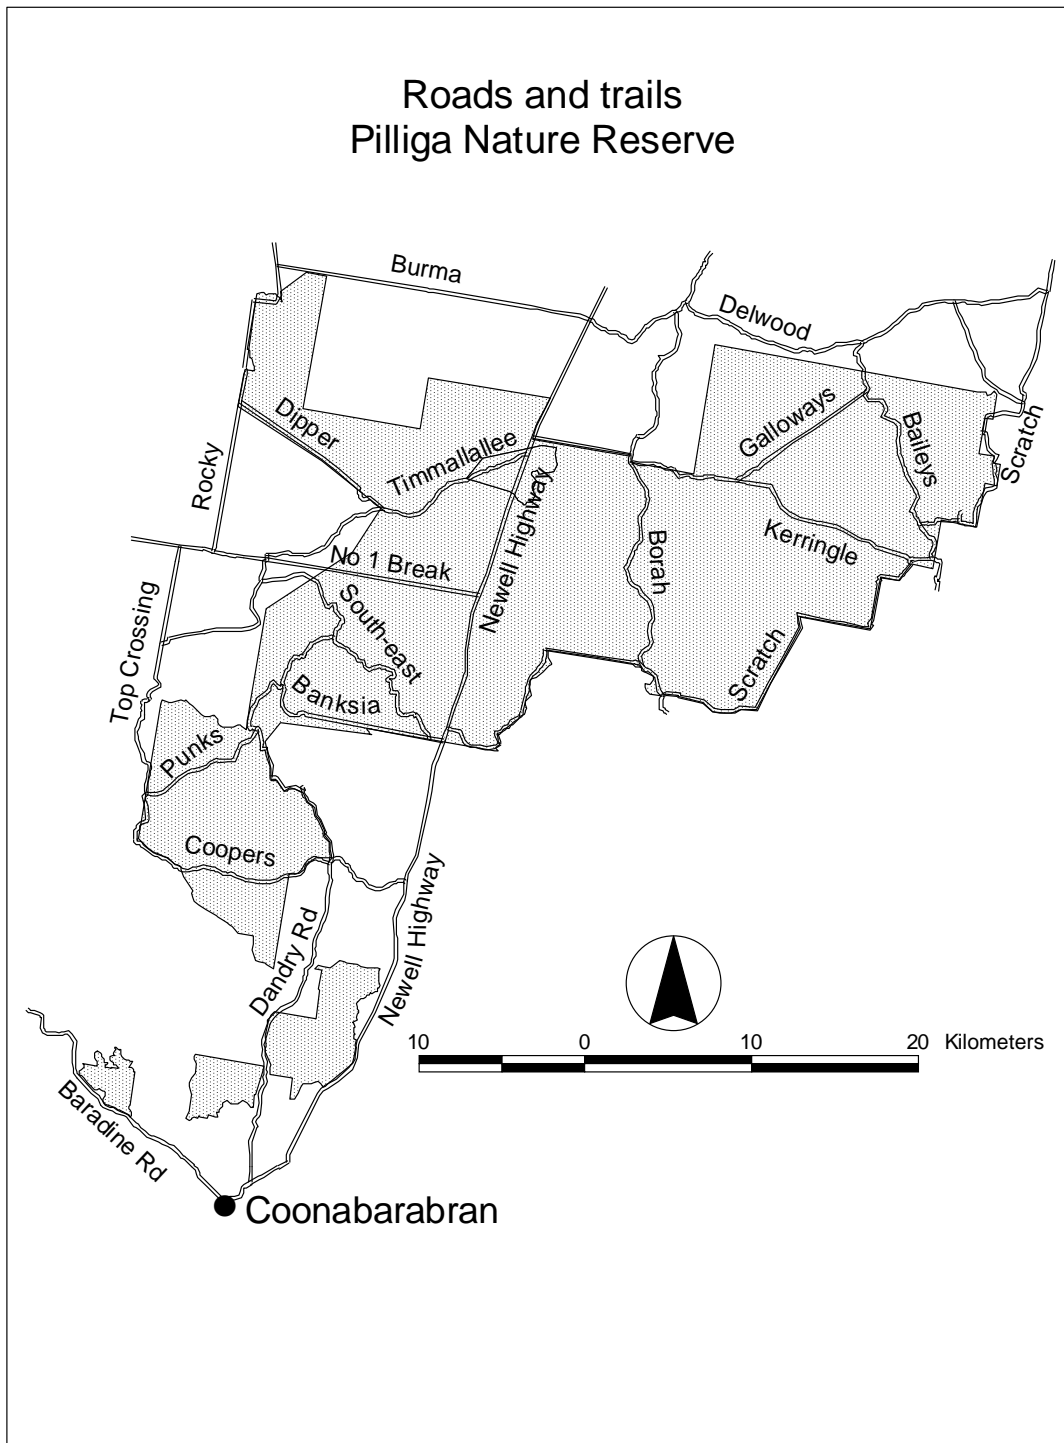 Roads and trails
Pilliga Nature Reserve
Burma
Delwood
Dipper
Timmallallee
Galloways
Baileys
Scratch
Rocky
Newell Highway
Kerringle
No 1 Break
Borah
Top Crossing
South-east
Banksia
Scratch
Punks
Coopers
Dandry Rd
Newell Highway
10 0 10 20 Kilometers
Baradine Rd
Coonabarabran